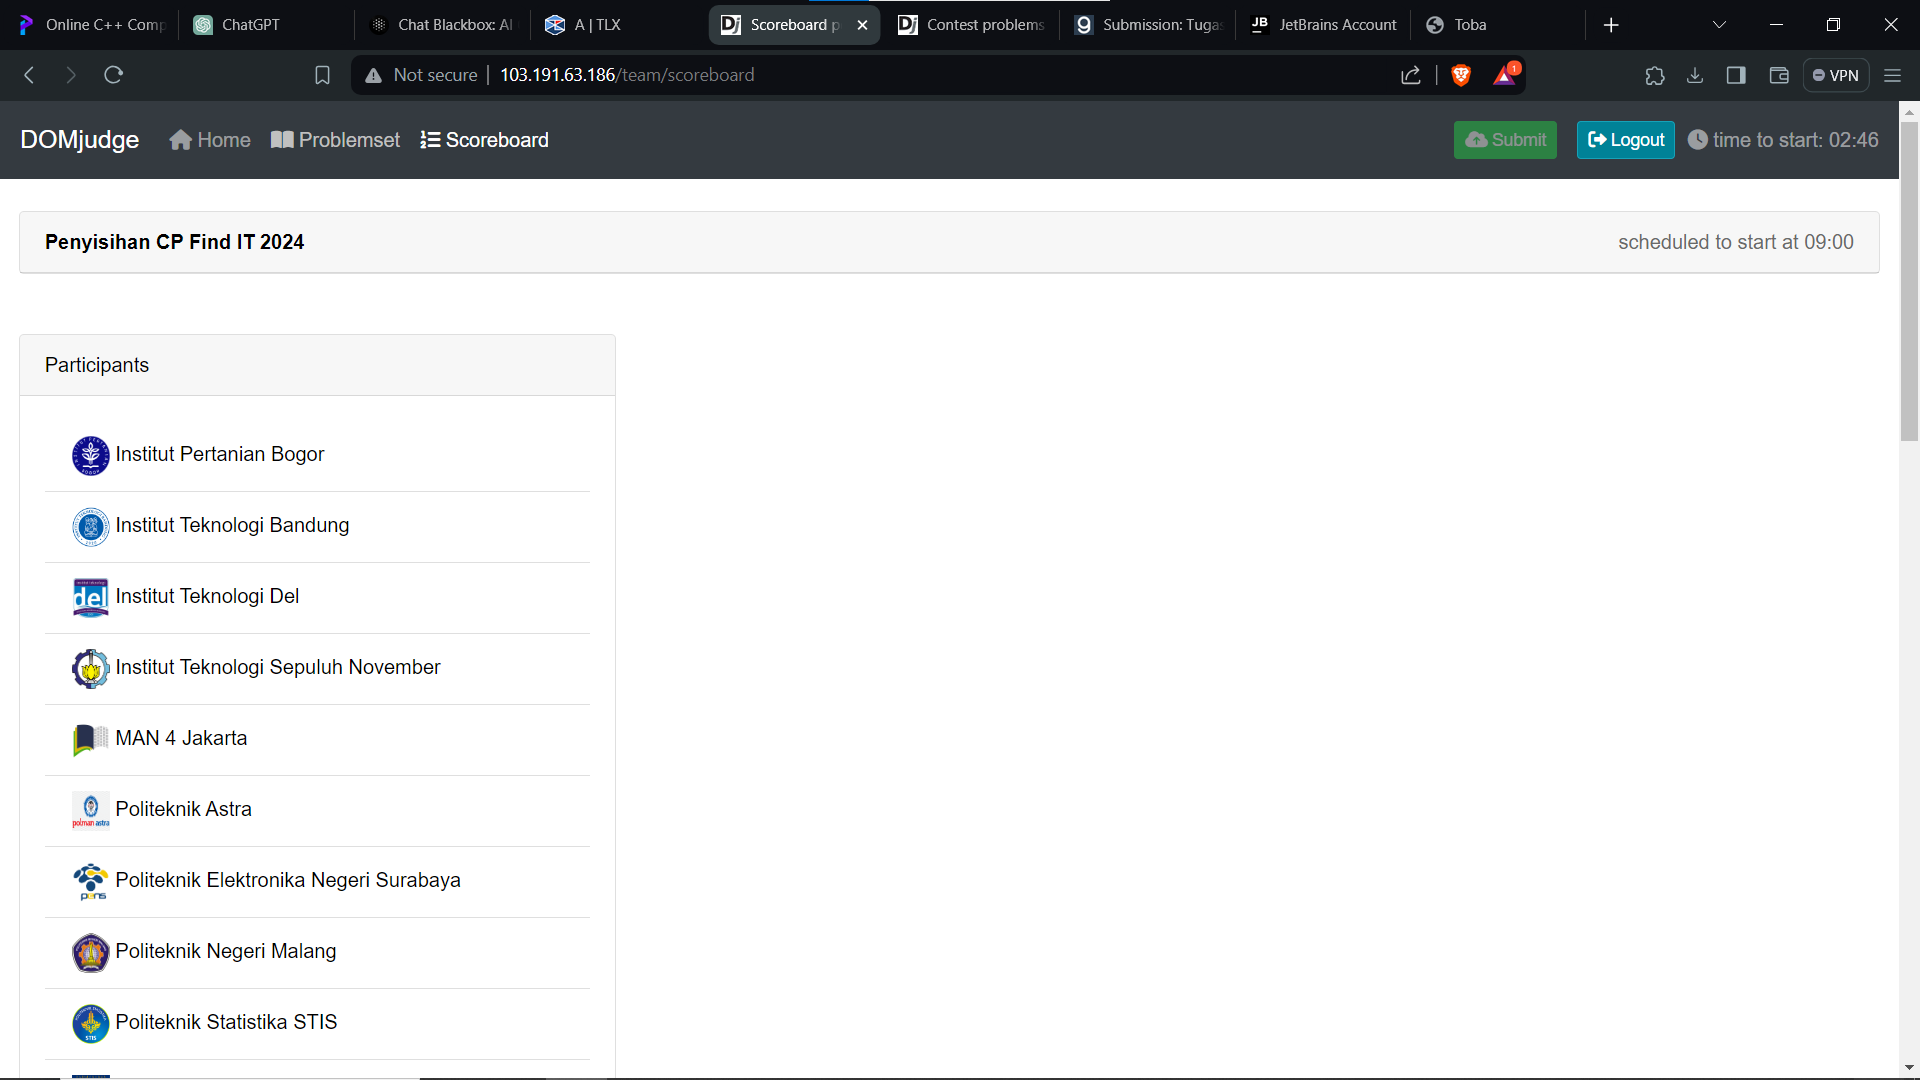 Online C++ Comp
ChatGPT
Chat Blackbox: AI
A | TLX
Scoreboard p
Contest problems
Submission: Tugas
JetBrains Account
Toba
Not secure
103.191.63.186/team/scoreboard
1
VPN
DOMjudge
Home
Problemset
Scoreboard
Submit
Logout
time to start: 02:46
Penyisihan CP Find IT 2024
scheduled to start at 09:00
Participants
Institut Pertanian Bogor
Institut Teknologi Bandung
del
Institut Teknologi Del
Institut Teknologi Sepuluh November
MAN 4 Jakarta
polman astra
Politeknik Astra
pens
Politeknik Elektronika Negeri Surabaya
Politeknik Negeri Malang
STIS
Politeknik Statistika STIS